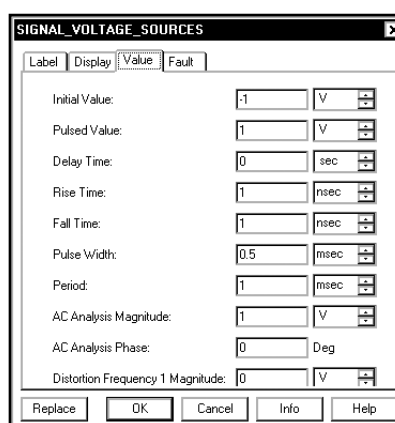 SIGNAL_VOLTAGE_SOURCES
Label Display Value Fault
Initial Value: -1 V
Pulsed Value: 1 V
Delay Time: 0 sec
Rise Time: 1 nsec
Fall Time: 1 nsec
Pulse Width: 0.5 msec
Period: 1 msec
AC Analysis Magnitude: 1 V
AC Analysis Phase: 0 Deg
Distortion Frequency 1 Magnitude: 0 V
Replace OK Cancel Info Help